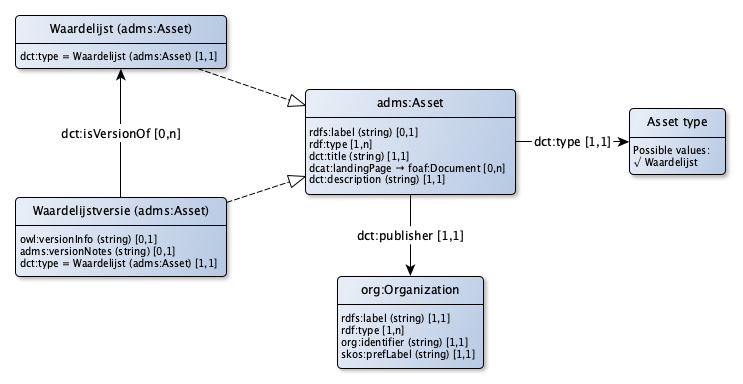 Waardelijst (adms:Asset)
dct:type = Waardelijst (adms:Asset) [1,1]
dct:isVersionOf [0,n]
Waardelijstversie (adms:Asset)
owl:versionInfo (string) [0,1]
adms:versionNotes (string) [0,1]
dct:type = Waardelijst (adms:Asset) [1,1]
adms:Asset
rdfs:label (string) [0,1]
rdf:type [1,n]
dct:title (string) [1,1]
dcat:landingPage → foaf:Document [0,n]
dct:description (string) [1,1]
dct:type [1,1]
Asset type
Possible values:
√ Waardelijst
dct:publisher [1,1]
org:Organization
rdfs:label (string) [1,1]
rdf:type [1,n]
org:identifier (string) [1,1]
skos:prefLabel (string) [1,1]